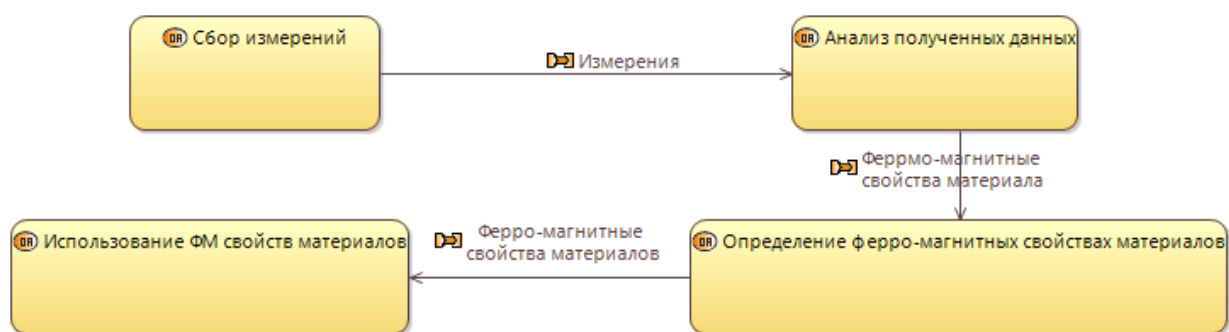 Сбор измерений
Измерения
Анализ полученных данных
Феррмо-магнитные
свойства материала
Определение ферро-магнитных свойствах материалов
Ферро-магнитные
свойства материалов
Использование ФМ свойств материалов